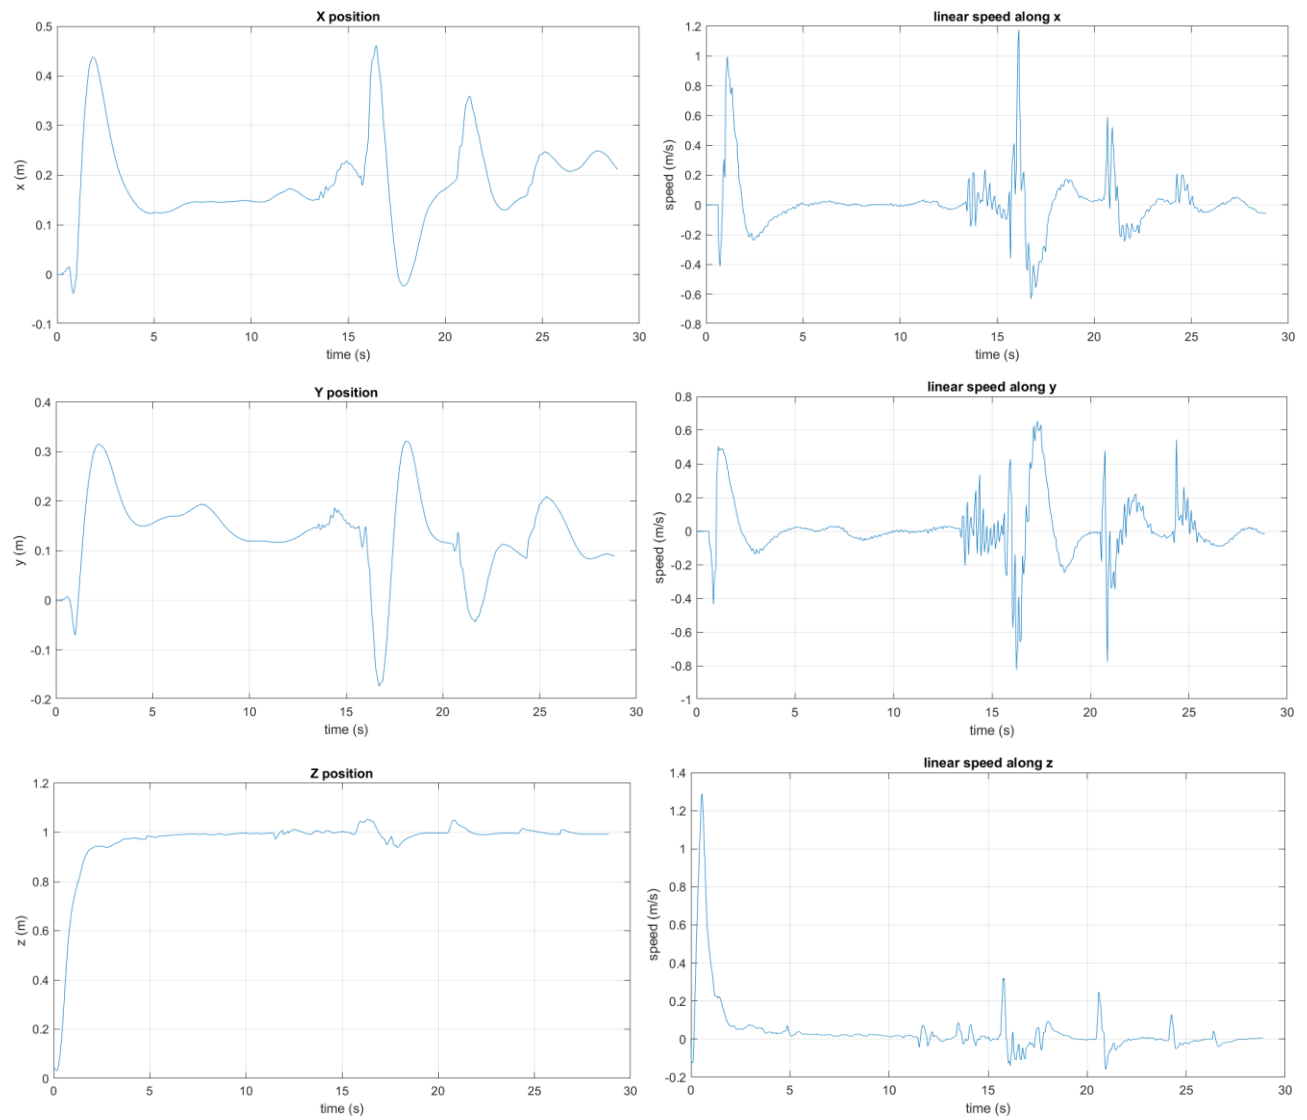 X position
0.5
0.4
0.3
0.2
0.1
0
-0.1
x (m)
0 5 10 15 20 25 30
time (s)
linear speed along x
1.2
1
0.8
0.6
0.4
0.2
0
-0.2
-0.4
-0.6
-0.8
speed (m/s)
0 5 10 15 20 25 30
time (s)
Y position
0.4
0.3
0.2
0.1
0
-0.1
-0.2
y (m)
0 5 10 15 20 25 30
time (s)
linear speed along y
0.8
0.6
0.4
0.2
0
-0.2
-0.4
-0.6
-0.8
-1
speed (m/s)
0 5 10 15 20 25 30
time (s)
Z position
1.2
1
0.8
0.6
0.4
0.2
0
z (m)
0 5 10 15 20 25 30
time (s)
linear speed along z
1.4
1.2
1
0.8
0.6
0.4
0.2
0
-0.2
speed (m/s)
0 5 10 15 20 25 30
time (s)